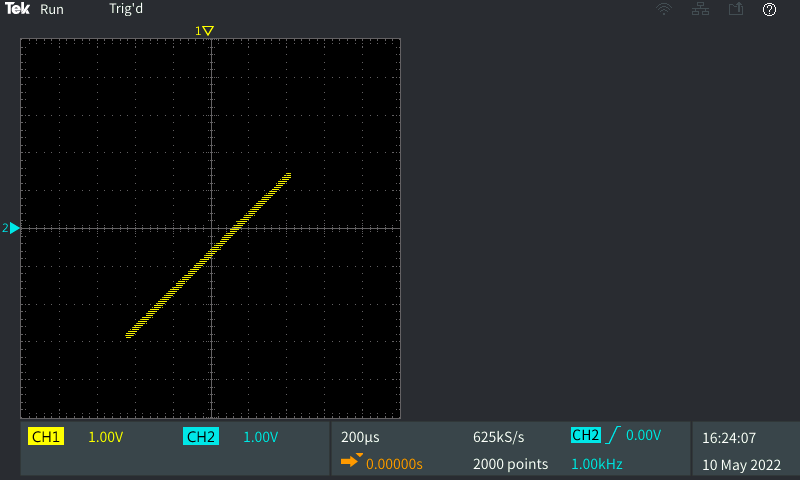 Tek Run Trig'd
1
2
CH1 1.00V CH2 1.00V 200µs 625kS/s CH2 0.00V 16:24:07
0.00000s 2000 points 1.00kHz 10 May 2022